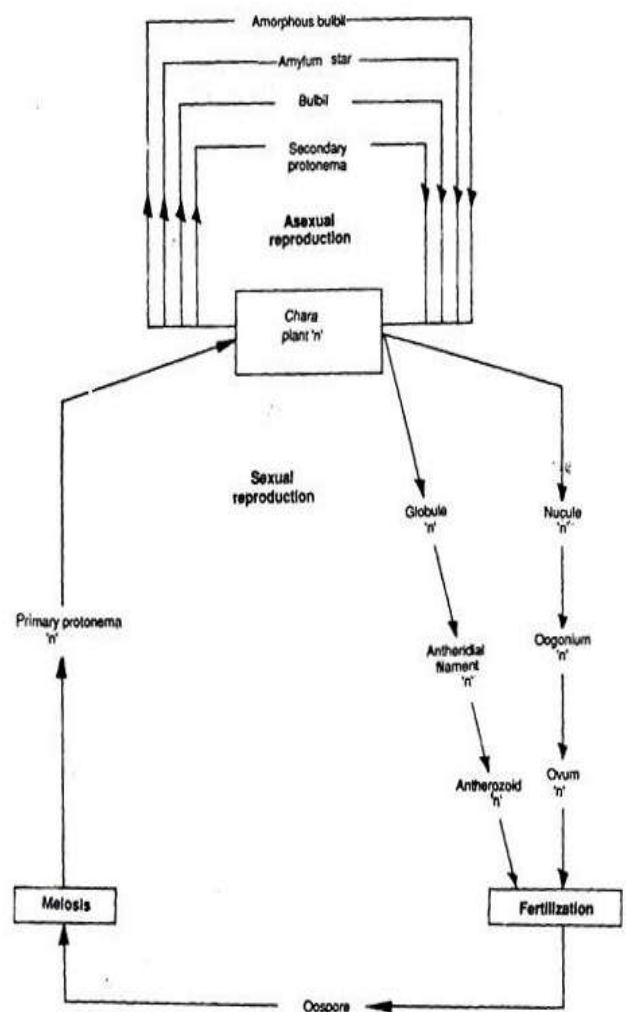 Amorphous bulbil
Amylum star
Bulbil
Secondary
protonema
Asexual
reproduction
Chara
plant 'n'
Sexual
reproduction
Globule
'n'
Nucule
'n'
Primary protonema
'n'
Antheridial
filament
'n'
Oogonium
'n'
Antherozoid
'n'
Ovum
'n'
Meiosis
Fertilization
Oospore